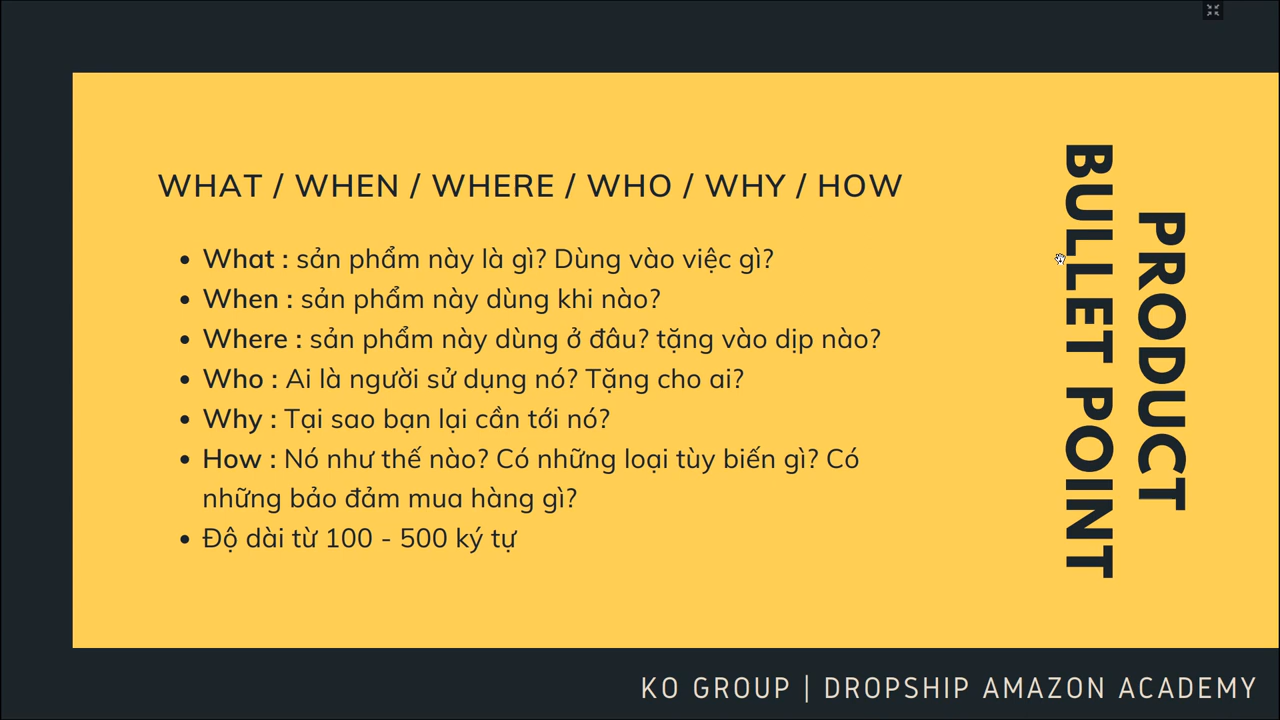 WHAT / WHEN / WHERE / WHO / WHY / HOW
What : sản phẩm này là gì? Dùng vào việc gì?
When : sản phẩm này dùng khi nào?
Where : sản phẩm này dùng ở đâu? tặng vào dịp nào?
Who : Ai là người sử dụng nó? Tặng cho ai?
Why : Tại sao bạn lại cần tới nó?
How : Nó như thế nào? Có những loại tùy biến gì? Có
những bảo đảm mua hàng gì?
Độ dài từ 100 - 500 ký tự
PRODUCT
BULLET POINT
KO GROUP | DROPSHIP AMAZON ACADEMY